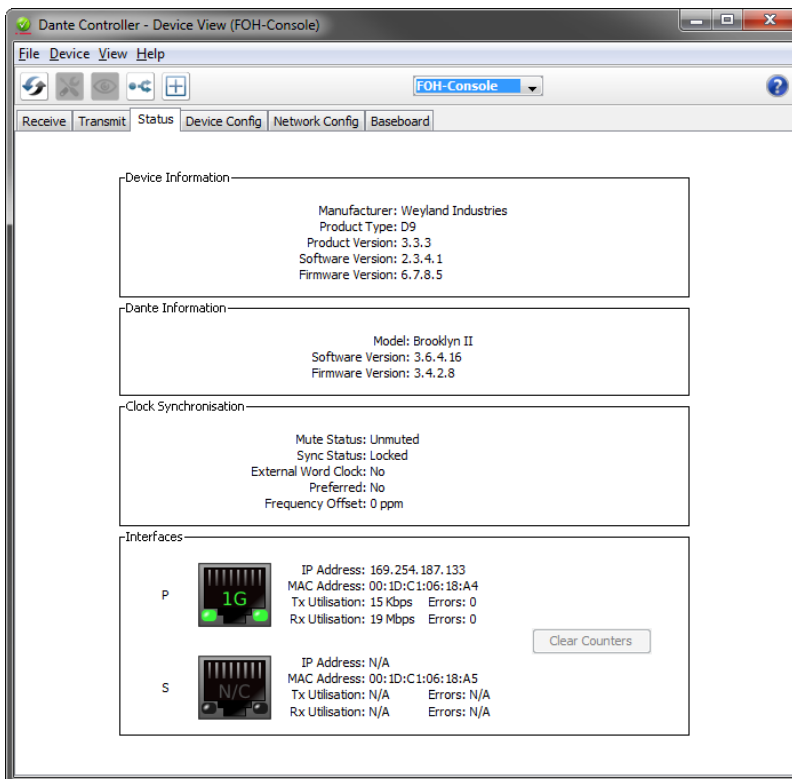 Dante Controller - Device View (FOH-Console)
File Device View Help
FOH-Console
?
Receive Transmit Status Device Config Network Config Baseboard
Device Information
Manufacturer: Weyland Industries
Product Type: D9
Product Version: 3.3.3
Software Version: 2.3.4.1
Firmware Version: 6.7.8.5
Dante Information
Model: Brooklyn II
Software Version: 3.6.4.16
Firmware Version: 3.4.2.8
Clock Synchronisation
Mute Status: Unmuted
Sync Status: Locked
External Word Clock: No
Preferred: No
Frequency Offset: 0 ppm
Interfaces
P
1G
IP Address: 169.254.187.133
MAC Address: 00:1D:C1:06:18:A4
Tx Utilisation: 15 Kbps Errors: 0
Rx Utilisation: 19 Mbps Errors: 0
Clear Counters
S
N/C
IP Address: N/A
MAC Address: 00:1D:C1:06:18:A5
Tx Utilisation: N/A Errors: N/A
Rx Utilisation: N/A Errors: N/A